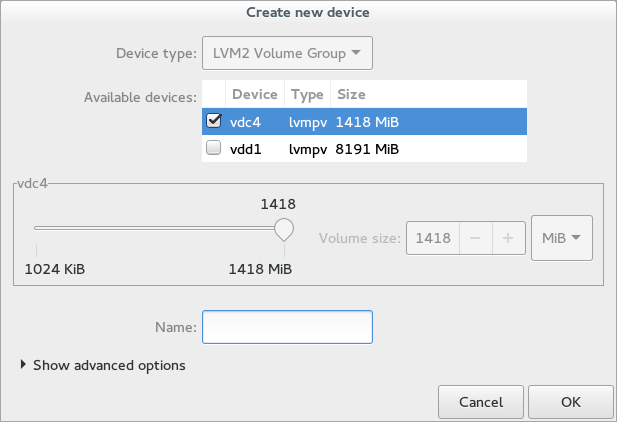 Create new device
Device type: LVM2 Volume Group
Available devices: Device Type Size
vdc4 lvmpv 1418 MiB
vdd1 lvmpv 8191 MiB
vdc4
1418
Volume size: 1418 − + MiB
1024 KiB 1418 MiB
Name:
Show advanced options
Cancel OK